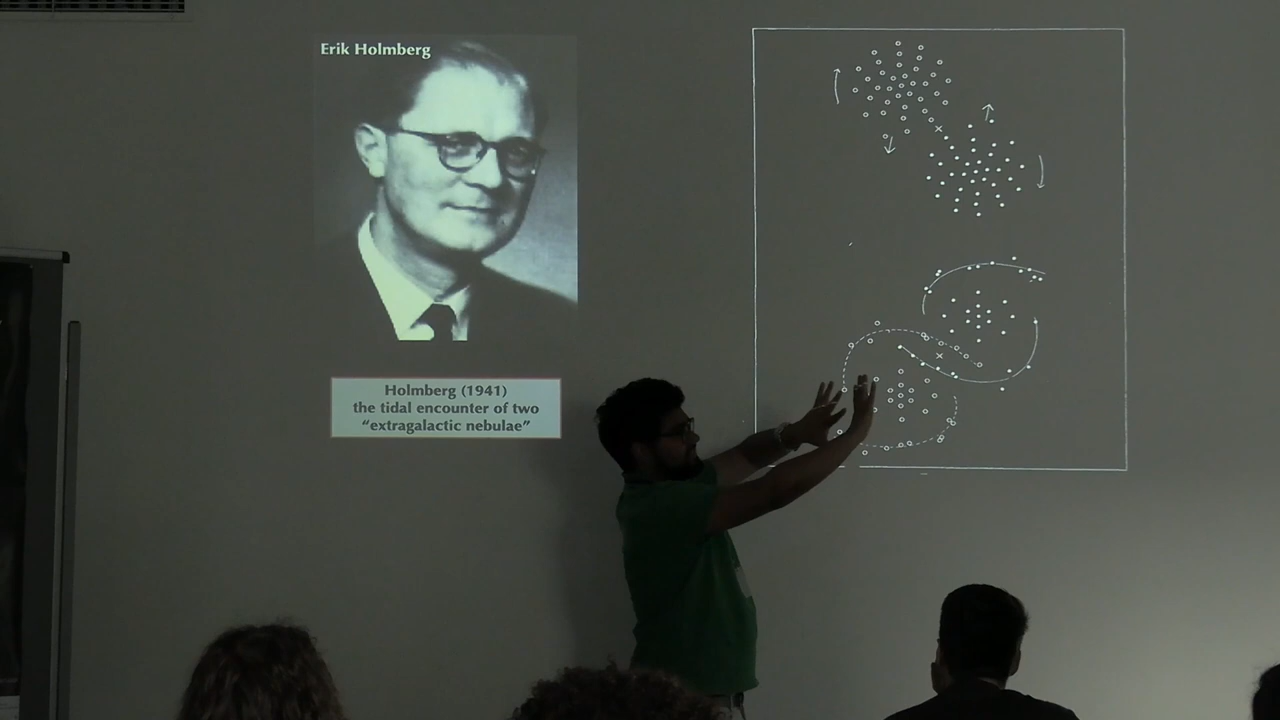 Erik Holmberg
Holmberg (1941)
the tidal encounter of two
“extragalactic nebulae”